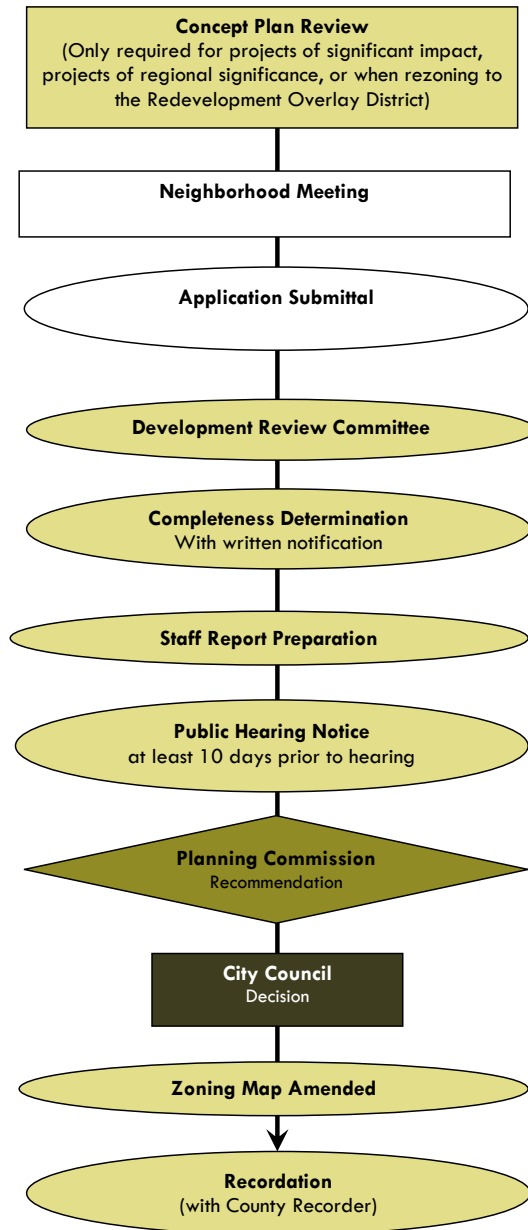 Concept Plan Review
(Only required for projects of significant impact,
projects of regional significance, or when rezoning to
the Redevelopment Overlay District)
Neighborhood Meeting
Application Submittal
Development Review Committee
Completeness Determination
With written notification
Staff Report Preparation
Public Hearing Notice
at least 10 days prior to hearing
Planning Commission
Recommendation
City Council
Decision
Zoning Map Amended
Recordation
(with County Recorder)